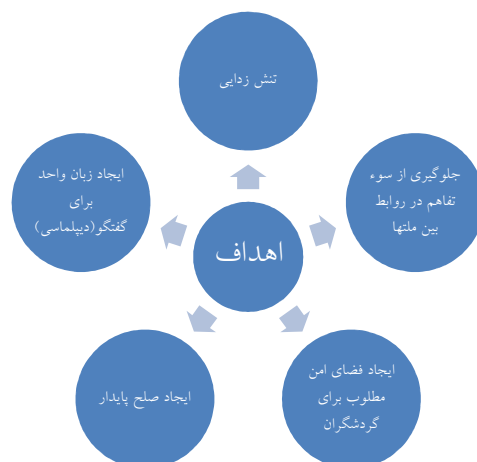 تنش زدایی
جلوگیری از سوء
تفاهم در روابط
بین ملتها
ایجاد زبان واحد
برای
گفتگو(دیپلماسی)
اهداف
ایجاد فضای امن
مطلوب برای
گردشگران
ایجاد صلح پایدار